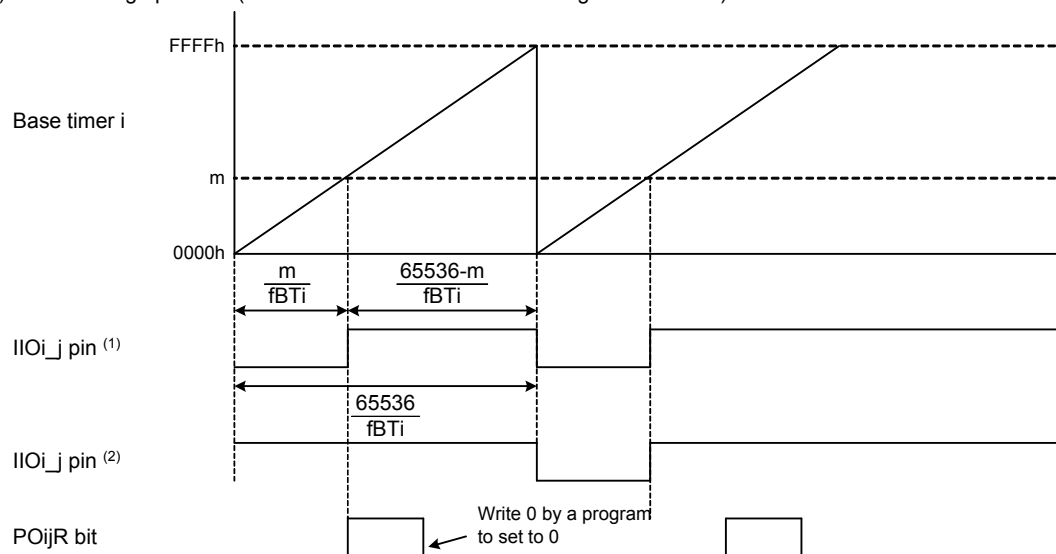 FFFFh
Base timer i
m
0000h
m
fBTi
65536-m
fBTi
IIOi_j pin (1)
65536
fBTi
IIOi_j pin (2)
Write 0 by a program
to set to 0
POijR bit